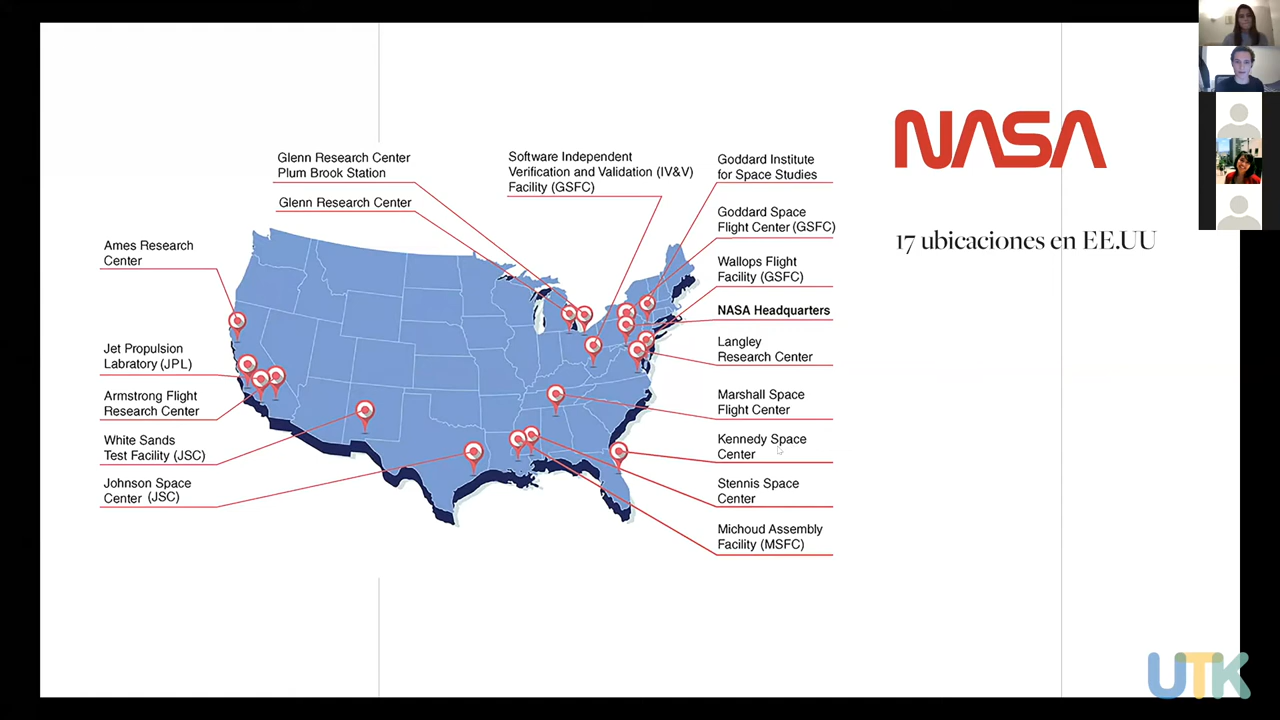 NASA
17 ubicaciones en EE.UU
Glenn Research Center
Plum Brook Station
Glenn Research Center
Software Independent
Verification and Validation (IV&V)
Facility (GSFC)
Goddard Institute
for Space Studies
Goddard Space
Flight Center (GSFC)
Wallops Flight
Facility (GSFC)
NASA Headquarters
Langley
Research Center
Marshall Space
Flight Center
Kennedy Space
Center
Stennis Space
Center
Michoud Assembly
Facility (MSFC)
Ames Research
Center
Jet Propulsion
Labratory (JPL)
Armstrong Flight
Research Center
White Sands
Test Facility (JSC)
Johnson Space
Center (JSC)
UTK